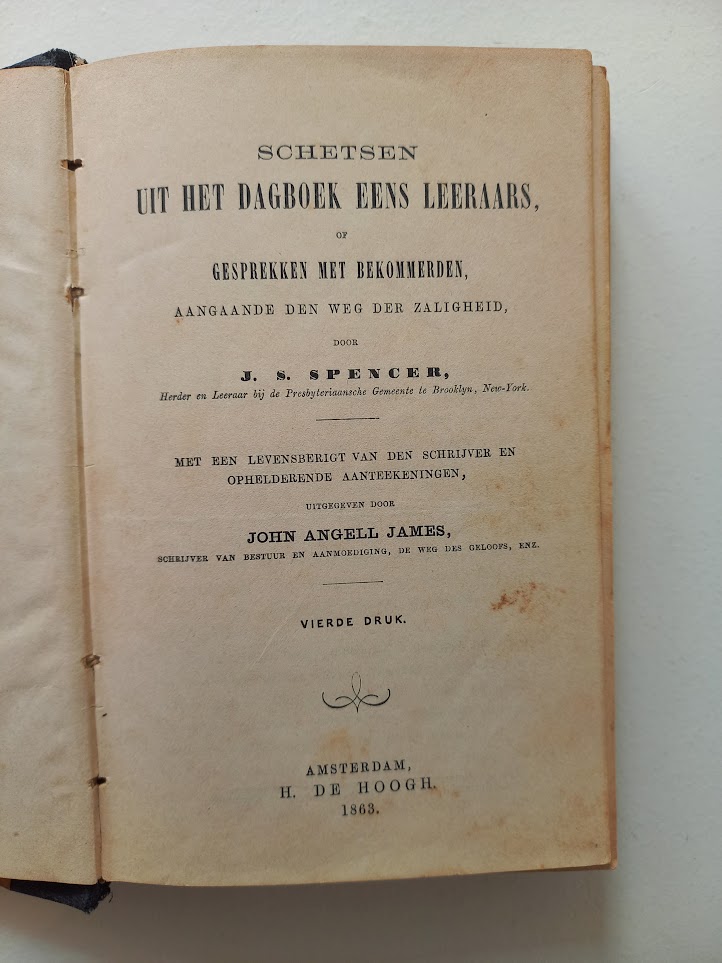 SCHETSEN
UIT HET DAGBOEK EENS LEERAARS,
OF
GESPREKKEN MET BEKOMMERDEN,
AANGAANDE DEN WEG DER ZALIGHEID,
DOOR
J. S. SPENCER,
Herder en Leeraar bij de Presbyteriaansche Gemeente te Brooklyn, New-York.
MET EEN LEVENSBERIGT VAN DEN SCHRIJVER EN
OPHELDERENDE AANTEEKENINGEN,
UITGEGEVEN DOOR
JOHN ANGELL JAMES,
SCHRIJVER VAN BESTUUR EN AANMOEDIGING, DE WEG DES GELOOFS, ENZ.
VIERDE DRUK.
AMSTERDAM,
H. DE HOOGH.
1863.